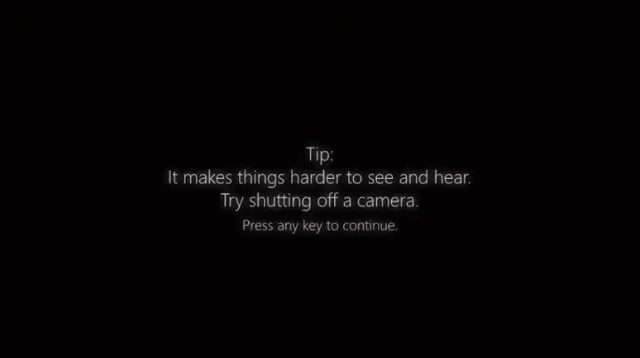 Tip:
It makes things harder to see and hear.
Try shutting off a camera.
Press any key to continue.